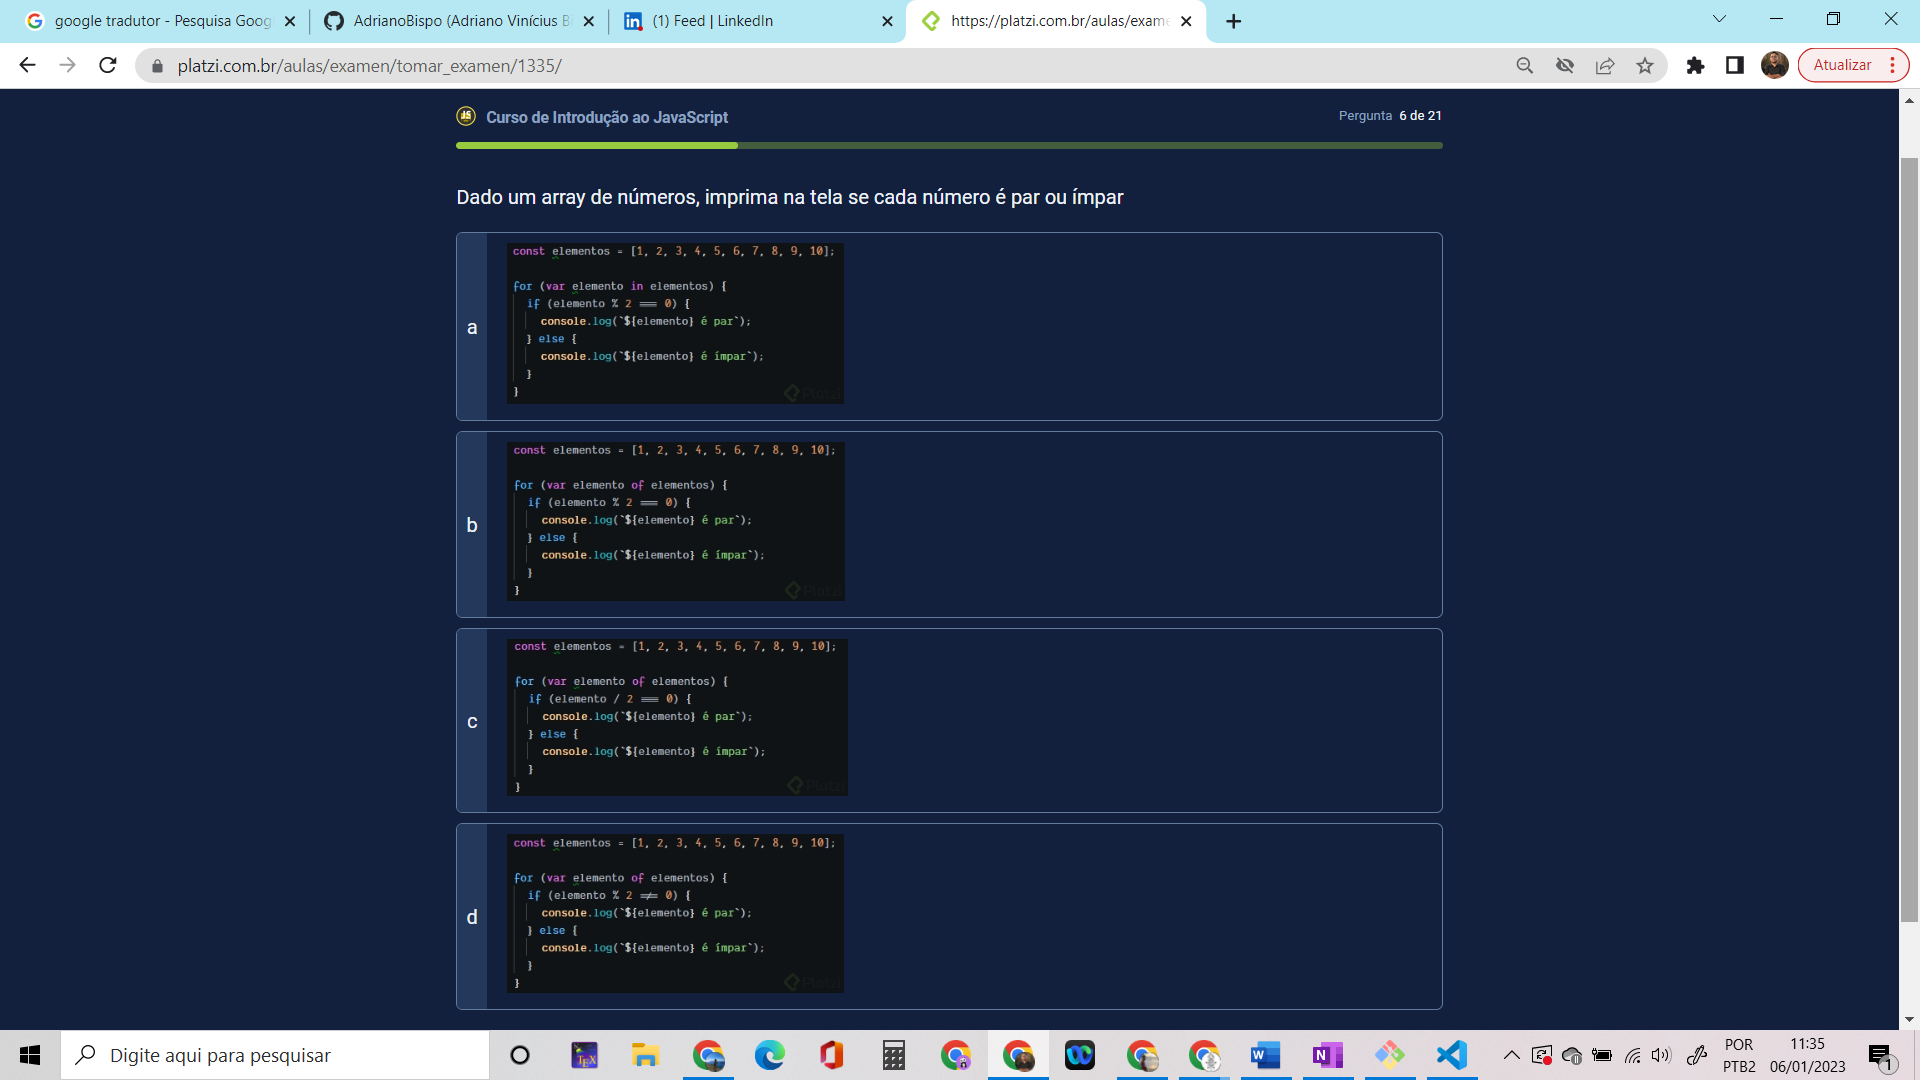 google tradutor - Pesquisa Goog
AdrianoBispo (Adriano Vinícius B
(1) Feed | LinkedIn
https://platzi.com.br/aulas/exame
platzi.com.br/aulas/examen/tomar_examen/1335/
Atualizar
JS
Curso de Introdução ao JavaScript
Pergunta 6 de 21
Dado um array de números, imprima na tela se cada número é par ou ímpar
a
const elementos = [1, 2, 3, 4, 5, 6, 7, 8, 9, 10];
for (var elemento in elementos) {
if (elemento % 2 === 0) {
console.log(`${elemento} é par`);
} else {
console.log(`${elemento} é ímpar`);
}
}
Platzi
b
const elementos = [1, 2, 3, 4, 5, 6, 7, 8, 9, 10];
for (var elemento of elementos) {
if (elemento % 2 === 0) {
console.log(`${elemento} é par`);
} else {
console.log(`${elemento} é ímpar`);
}
}
Platzi
c
const elementos = [1, 2, 3, 4, 5, 6, 7, 8, 9, 10];
for (var elemento of elementos) {
if (elemento / 2 === 0) {
console.log(`${elemento} é par`);
} else {
console.log(`${elemento} é ímpar`);
}
}
Platzi
d
const elementos = [1, 2, 3, 4, 5, 6, 7, 8, 9, 10];
for (var elemento of elementos) {
if (elemento % 2 !== 0) {
console.log(`${elemento} é par`);
} else {
console.log(`${elemento} é ímpar`);
}
}
Platzi
Digite aqui para pesquisar
POR
PTB2
11:35
06/01/2023
1